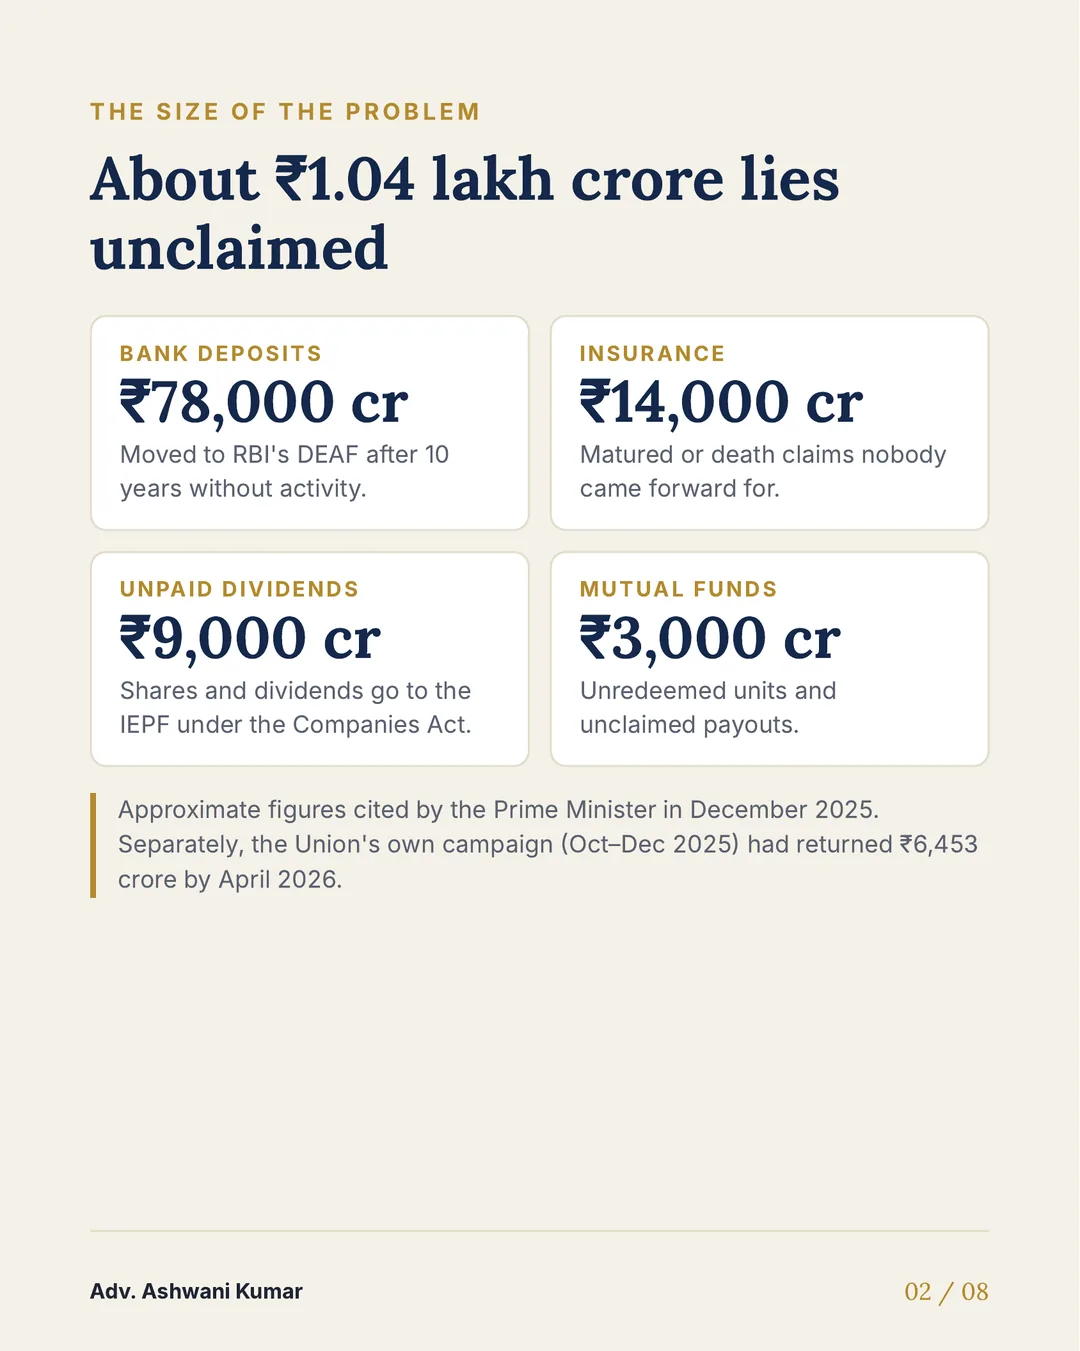 THE SIZE OF THE PROBLEM
About ₹1.04 lakh crore lies
unclaimed
BANK DEPOSITS
₹78,000 cr
Moved to RBI's DEAF after 10
years without activity.
INSURANCE
₹14,000 cr
Matured or death claims nobody
came forward for.
UNPAID DIVIDENDS
₹9,000 cr
Shares and dividends go to the
IEPF under the Companies Act.
MUTUAL FUNDS
₹3,000 cr
Unredeemed units and
unclaimed payouts.
Approximate figures cited by the Prime Minister in December 2025.
Separately, the Union's own campaign (Oct–Dec 2025) had returned ₹6,453
crore by April 2026.
Adv. Ashwani Kumar
02 / 08